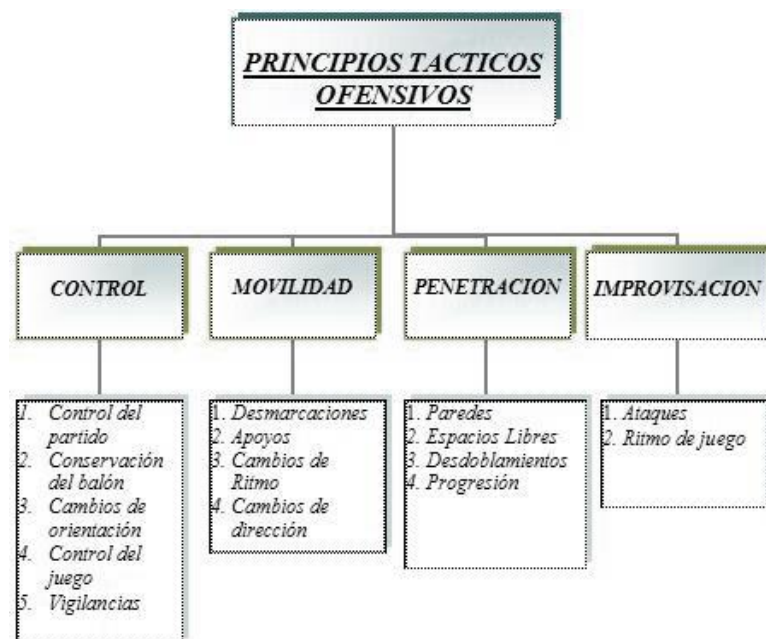 PRINCIPIOS TACTICOS
OFENSIVOS
CONTROL
MOVILIDAD
PENETRACION
IMPROVISACION
1. Control del
partido
2. Conservación
del balón
3. Cambios de
orientación
4. Control del
juego
5. Vigilancias
1. Desmarcaciones
2. Apoyos
3. Cambios de
Ritmo
4. Cambios de
dirección
1. Paredes
2. Espacios Libres
3. Desdoblamientos
4. Progresión
1. Ataques
2. Ritmo de juego